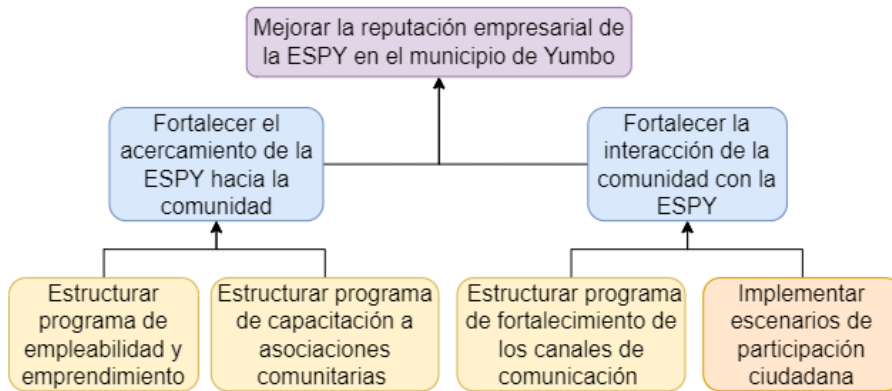 Mejorar la reputación empresarial de
la ESPY en el municipio de Yumbo
Fortalecer el
acercamiento de la
ESPY hacia la
comunidad
Fortalecer la
interacción de la
comunidad con la
ESPY
Estructurar
programa de
empleabilidad y
emprendimiento
Estructurar programa
de capacitación a
asociaciones
comunitarias
Estructurar programa
de fortalecimiento de
los canales de
comunicación
Implementar
escenarios de
participación
ciudadana